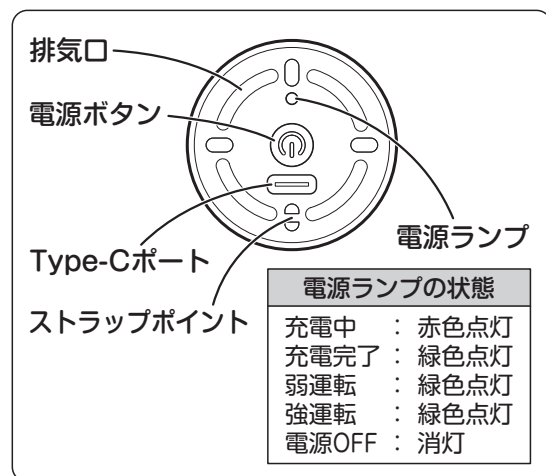 排気口
電源ボタン
電源ランプ
Type-Cポート
ストラップポイント
電源ランプの状態
充電中 : 赤色点灯
充電完了 : 緑色点灯
弱運転 : 緑色点灯
強運転 : 緑色点灯
電源OFF : 消灯